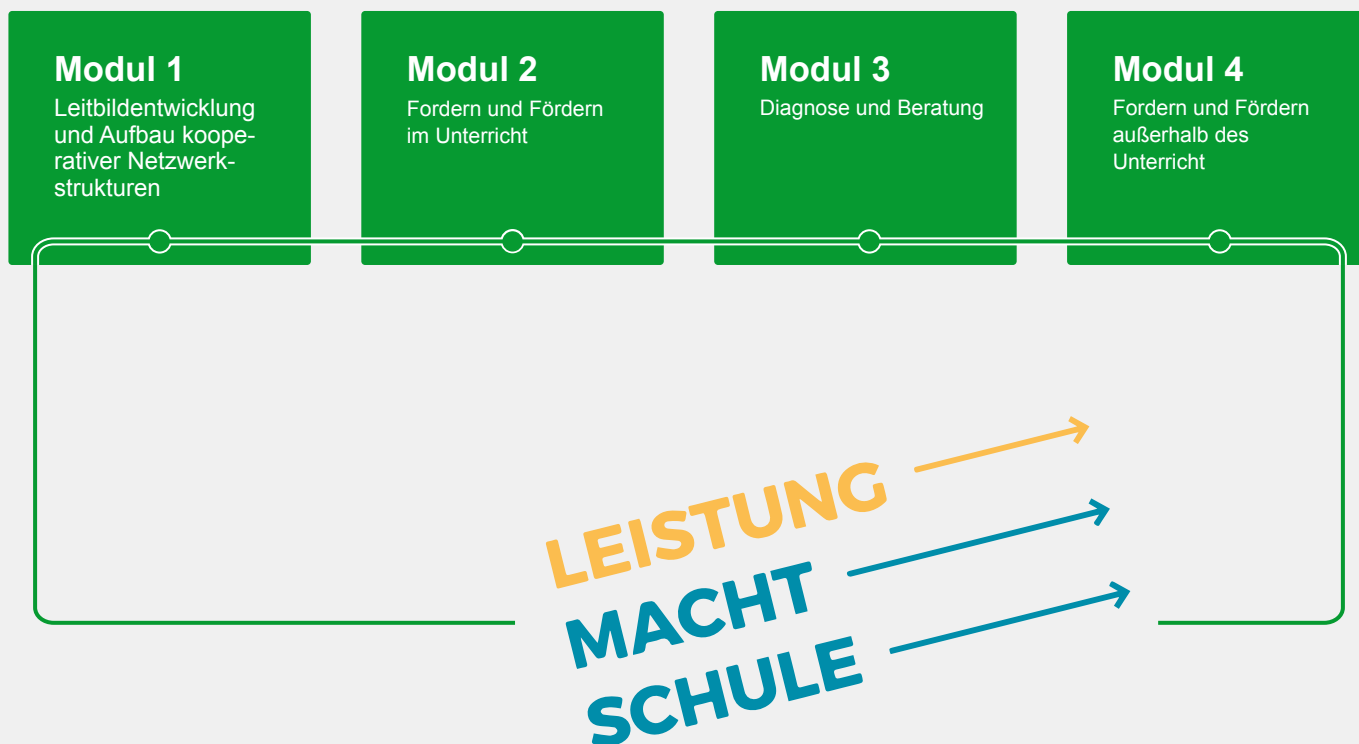 Modul 1
Leitbildentwicklung
und Aufbau koope-
rativer Netzwerk-
strukturen
Modul 2
Fordern und Fördern
im Unterricht
Modul 3
Diagnose und Beratung
Modul 4
Fordern und Fördern
außerhalb des
Unterricht
LEISTUNG
MACHT
SCHULE